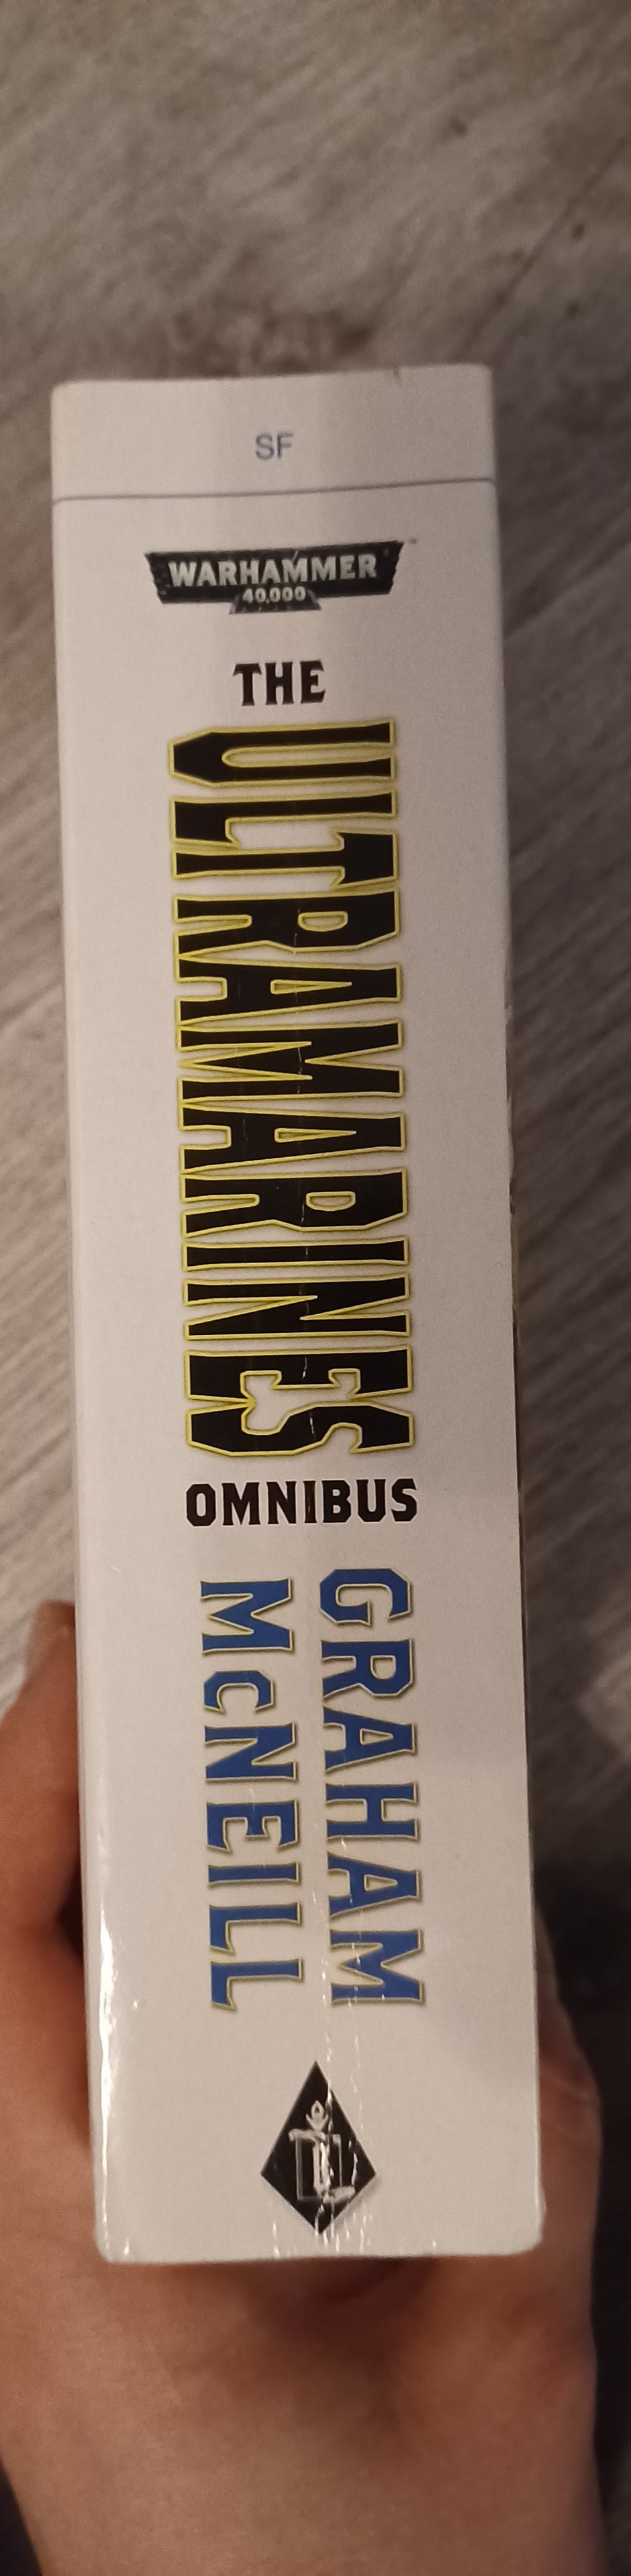 SF
WARHAMMER
40,000
THE
ULTRAMARINES
OMNIBUS
GRAHAM
MCNEILL